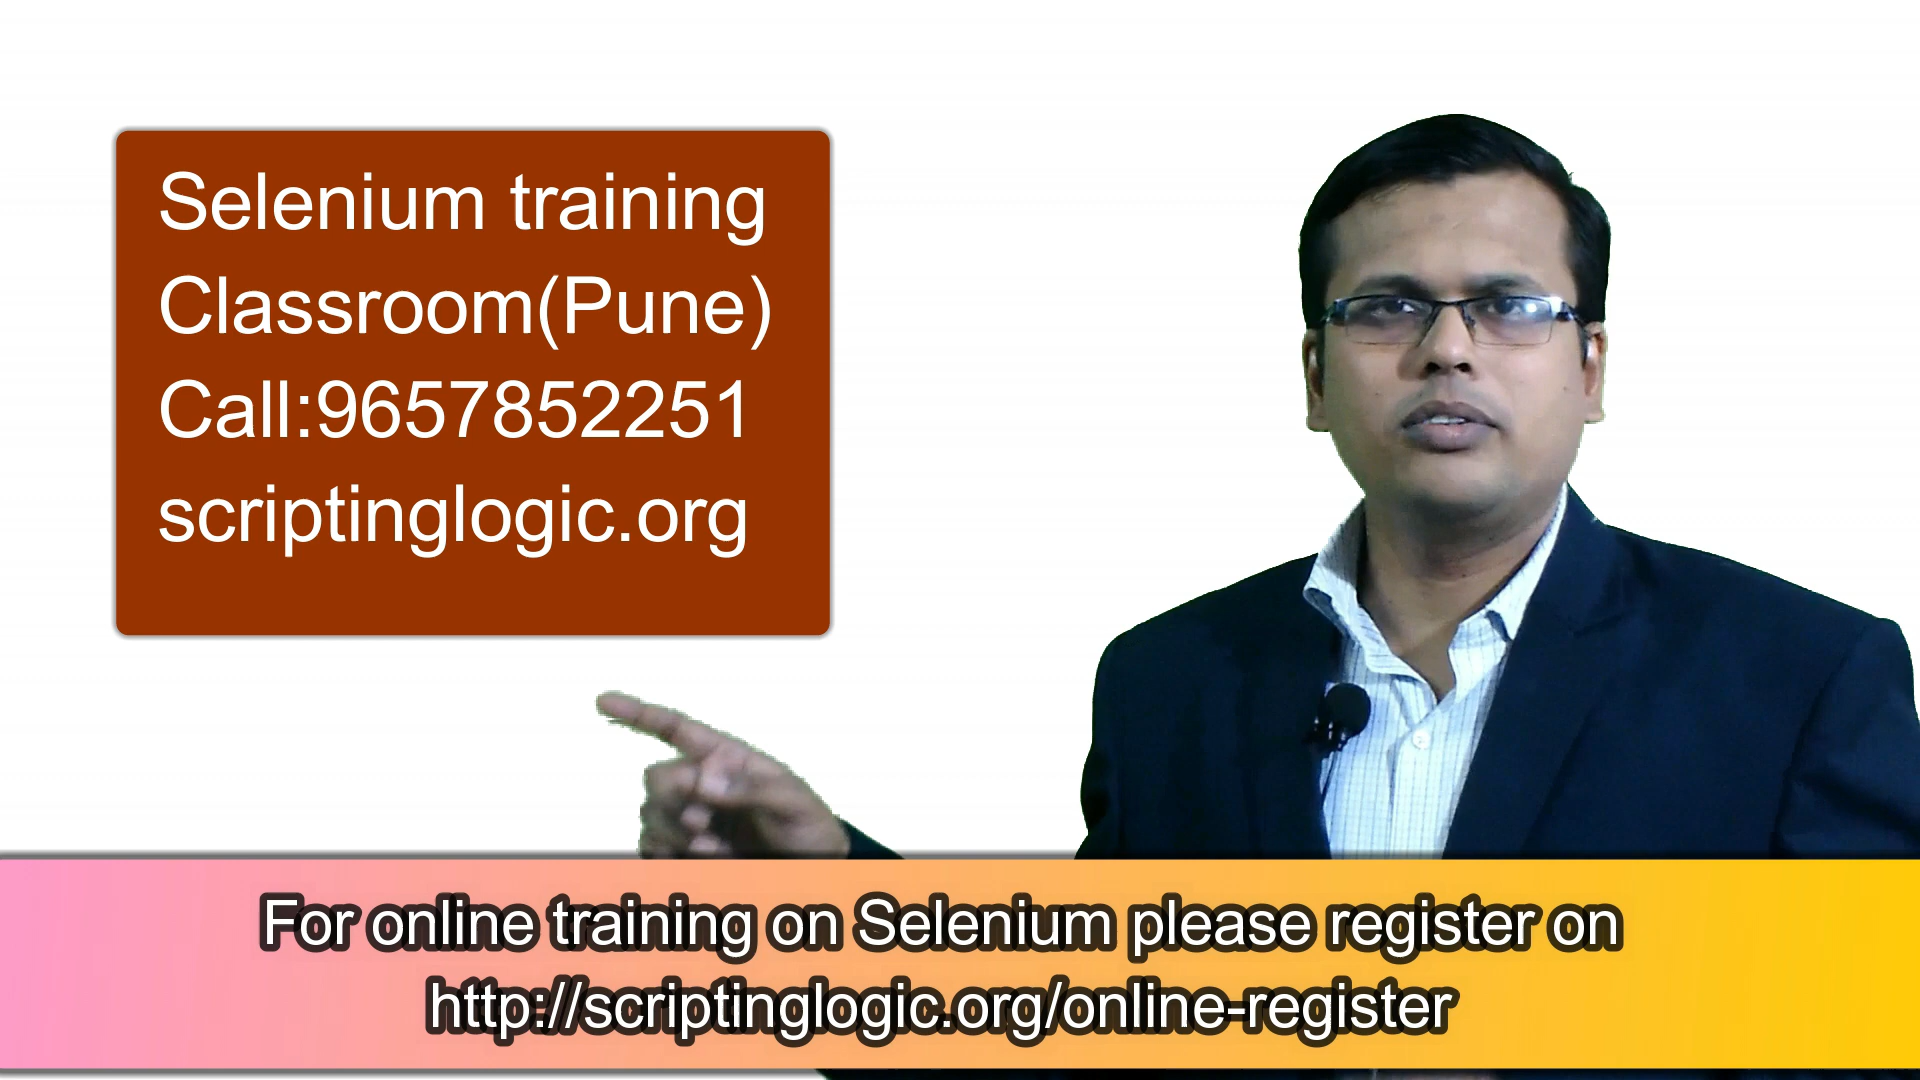 Selenium training
Classroom(Pune)
Call:9657852251
scriptinglogic.org
For online training on Selenium please register on
http://scriptinglogic.org/online-register